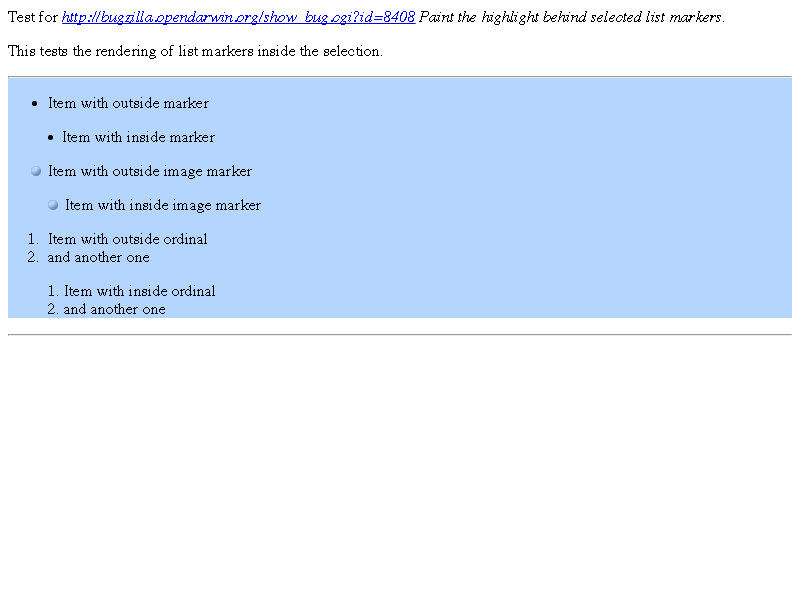 Test for http://bugzilla.opendarwin.org/show_bug.cgi?id=8408 Paint the highlight behind selected list markers.
This tests the rendering of list markers inside the selection.
• Item with outside marker
• Item with inside marker
Item with outside image marker
Item with inside image marker
1. Item with outside ordinal
2. and another one
1. Item with inside ordinal
2. and another one